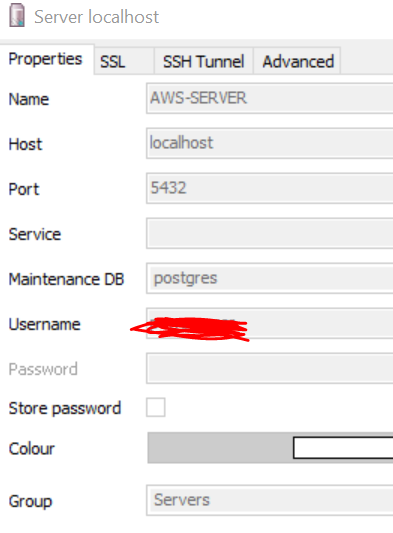 Server localhost
Properties SSL SSH Tunnel Advanced
Name AWS-SERVER
Host localhost
Port 5432
Service
Maintenance DB postgres
Username
Password
Store password
Colour
Group Servers